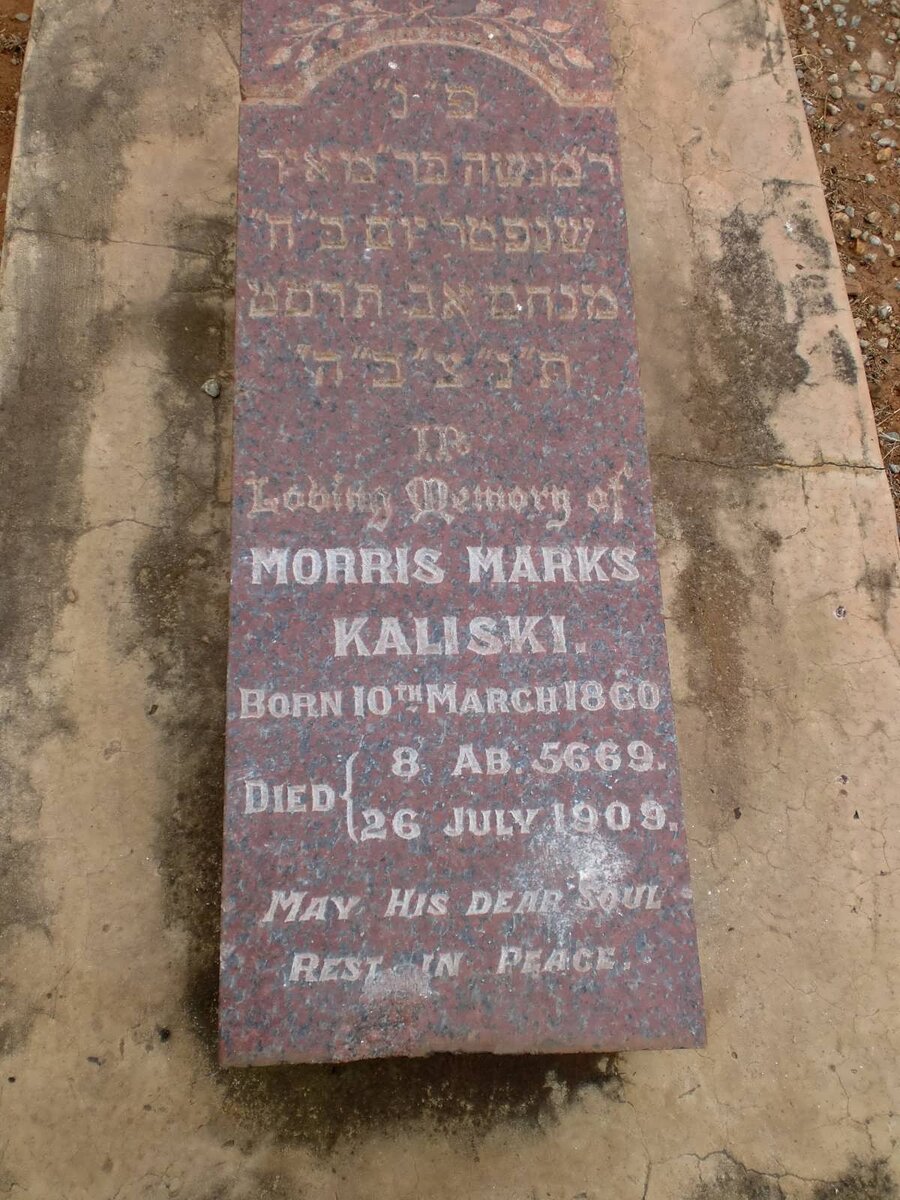 פ״נ״
ר״מנשה בר״מאיר
שנפטר יום ב״ח״
מנחם אב תרסט
ת״נ״צ״ב״ה״
In
Loving Memory of
MORRIS MARKS
KALISKI.
BORN 10TH MARCH 1860
DIED { 8 AB. 5669.
26 JULY 1909.
MAY HIS DEAR SOUL
REST IN PEACE.